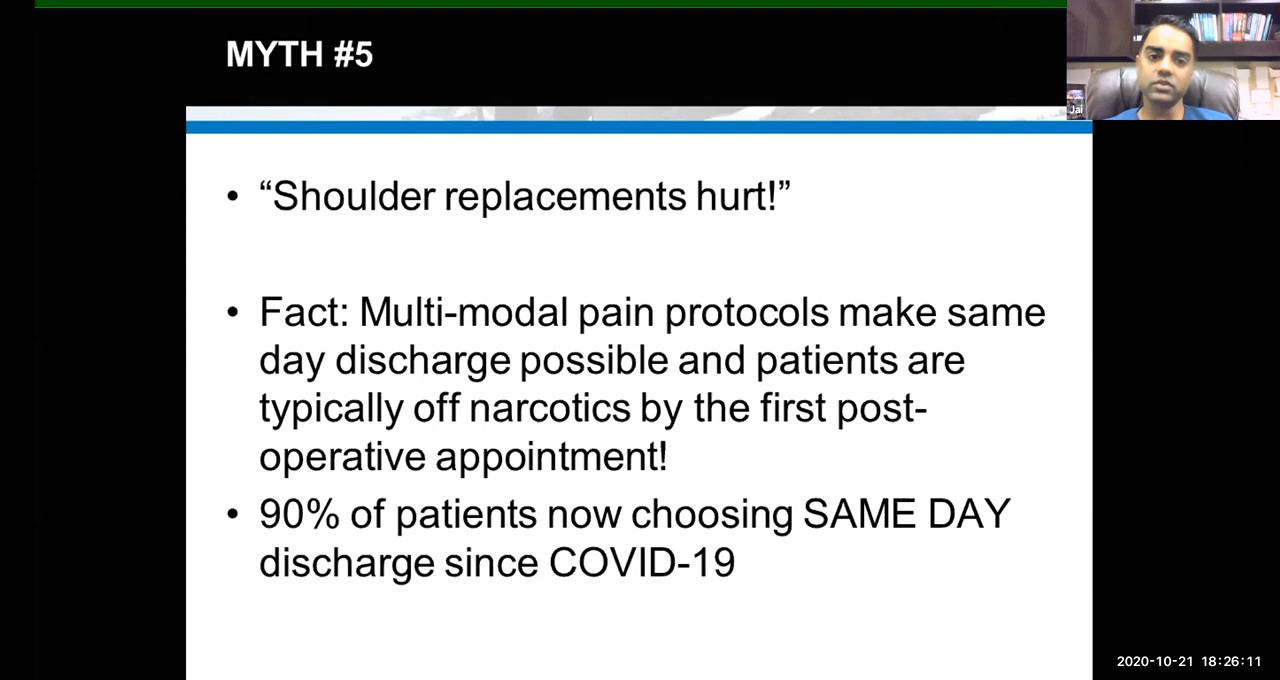 MYTH #5
Jai
• “Shoulder replacements hurt!”
• Fact: Multi-modal pain protocols make same
day discharge possible and patients are
typically off narcotics by the first post-
operative appointment!
• 90% of patients now choosing SAME DAY
discharge since COVID-19
2020-10-21 18:26:11